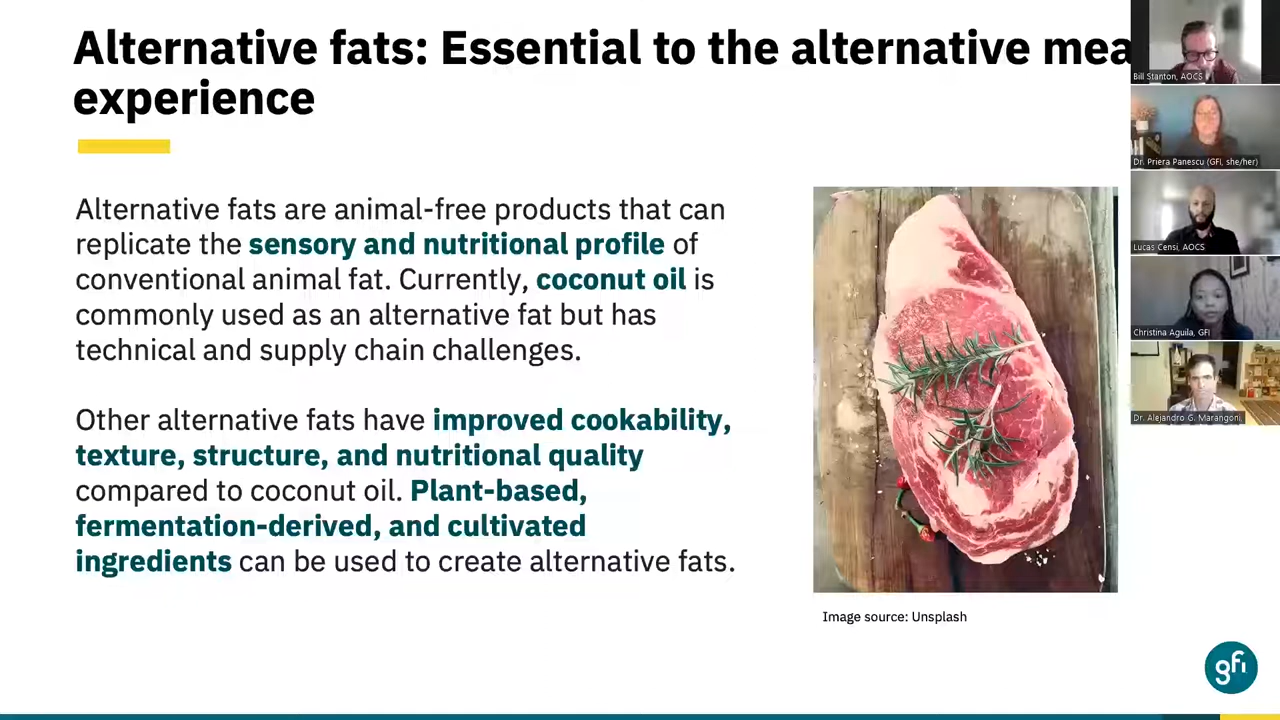 Alternative fats: Essential to the alternative mea
experience
Alternative fats are animal-free products that can
replicate the sensory and nutritional profile of
conventional animal fat. Currently, coconut oil is
commonly used as an alternative fat but has
technical and supply chain challenges.
Other alternative fats have improved cookability,
texture, structure, and nutritional quality
compared to coconut oil. Plant-based,
fermentation-derived, and cultivated
ingredients can be used to create alternative fats.
Image source: Unsplash
Bill Stanton, AOCS
Dr. Priera Panescu (GFI, she/her)
Lucas Censi, AOCS
Christina Aguila, GFI
Dr. Alejandro G. Marangoni
gfi